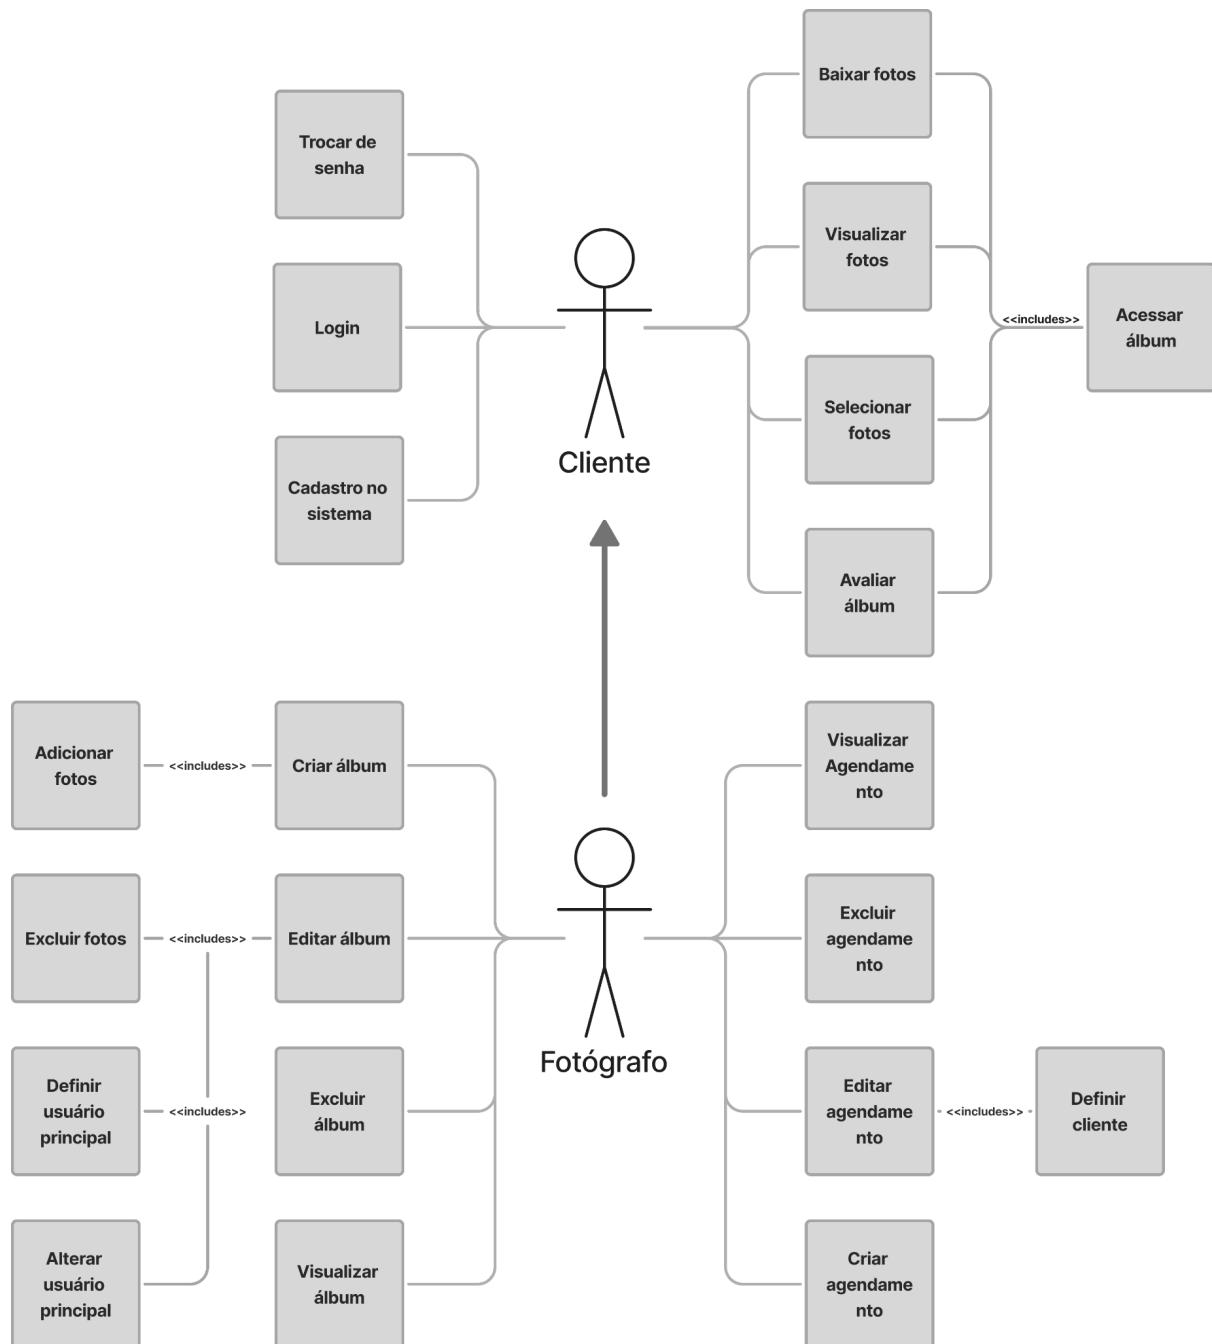 Baixar fotos
Trocar de
senha
Visualizar
fotos
Login
<<includes>>
Acessar
álbum
Selecionar
fotos
Cliente
Cadastro no
sistema
Avaliar
álbum
Adicionar
fotos
<<includes>>
Criar álbum
Visualizar
Agendame
nto
Excluir fotos
<<includes>>
Editar álbum
Excluir
agendame
nto
Fotógrafo
Definir
usuário
principal
<<includes>>
Excluir
álbum
Editar
agendame
nto
<<includes>>
Definir
cliente
Alterar
usuário
principal
Visualizar
álbum
Criar
agendame
nto